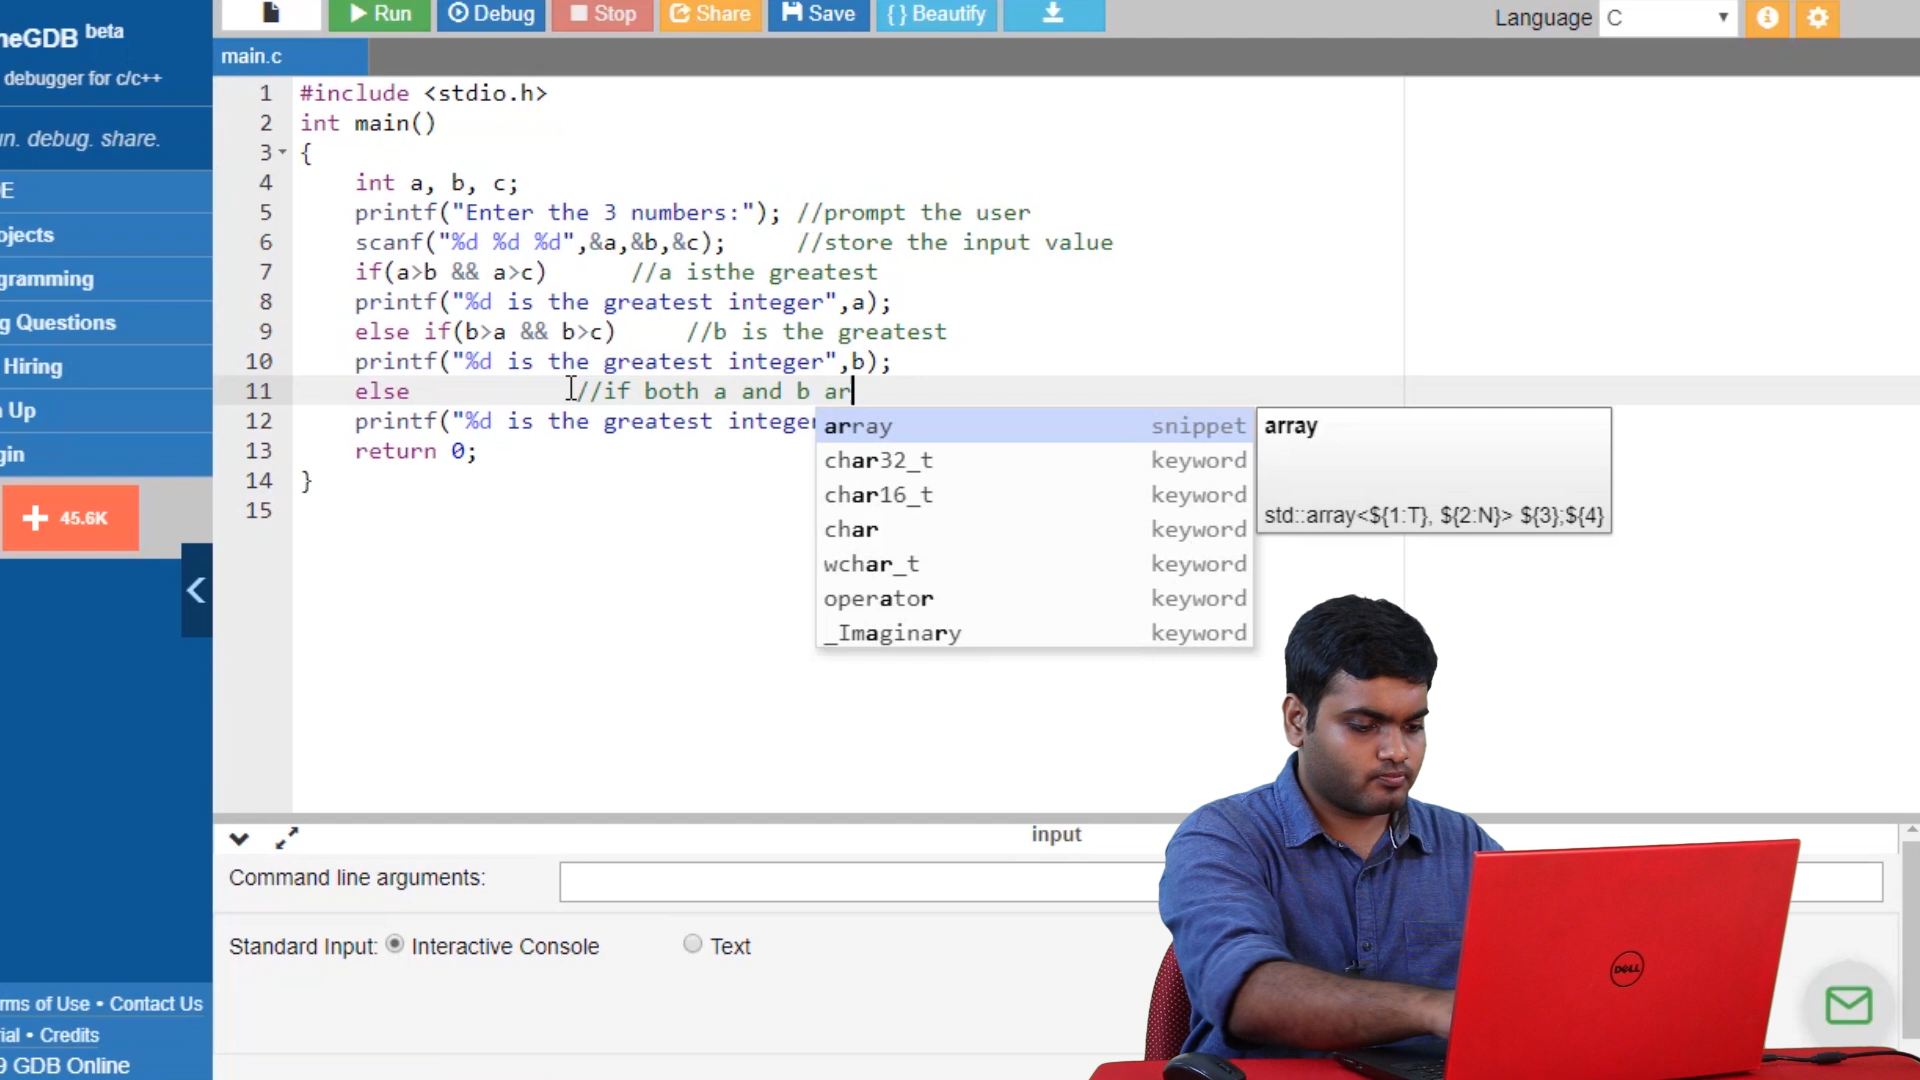 Run Debug Stop Share Save { } Beautify Language C
neGDB beta
debugger for c/c++
un. debug. share.
E
ojects
gramming
g Questions
Hiring
Up
gin
45.6K
main.c
1 #include <stdio.h>
2 int main()
3 {
4 int a, b, c;
5 printf("Enter the 3 numbers:"); //prompt the user
6 scanf("%d %d %d",&a,&b,&c); //store the input value
7 if(a>b && a>c) //a isthe greatest
8 printf("%d is the greatest integer",a);
9 else if(b>a && b>c) //b is the greatest
10 printf("%d is the greatest integer",b);
11 else //if both a and b ar
12 printf("%d is the greatest integer
13 return 0;
14 }
15
array snippet
char32_t keyword
char16_t keyword
char keyword
wchar_t keyword
operator keyword
_Imaginary keyword
array
std::array<${1:T}, ${2:N}> ${3};${4}
input
Command line arguments:
Standard Input: Interactive Console Text
rms of Use • Contact Us
ial • Credits
9 GDB Online
DELL